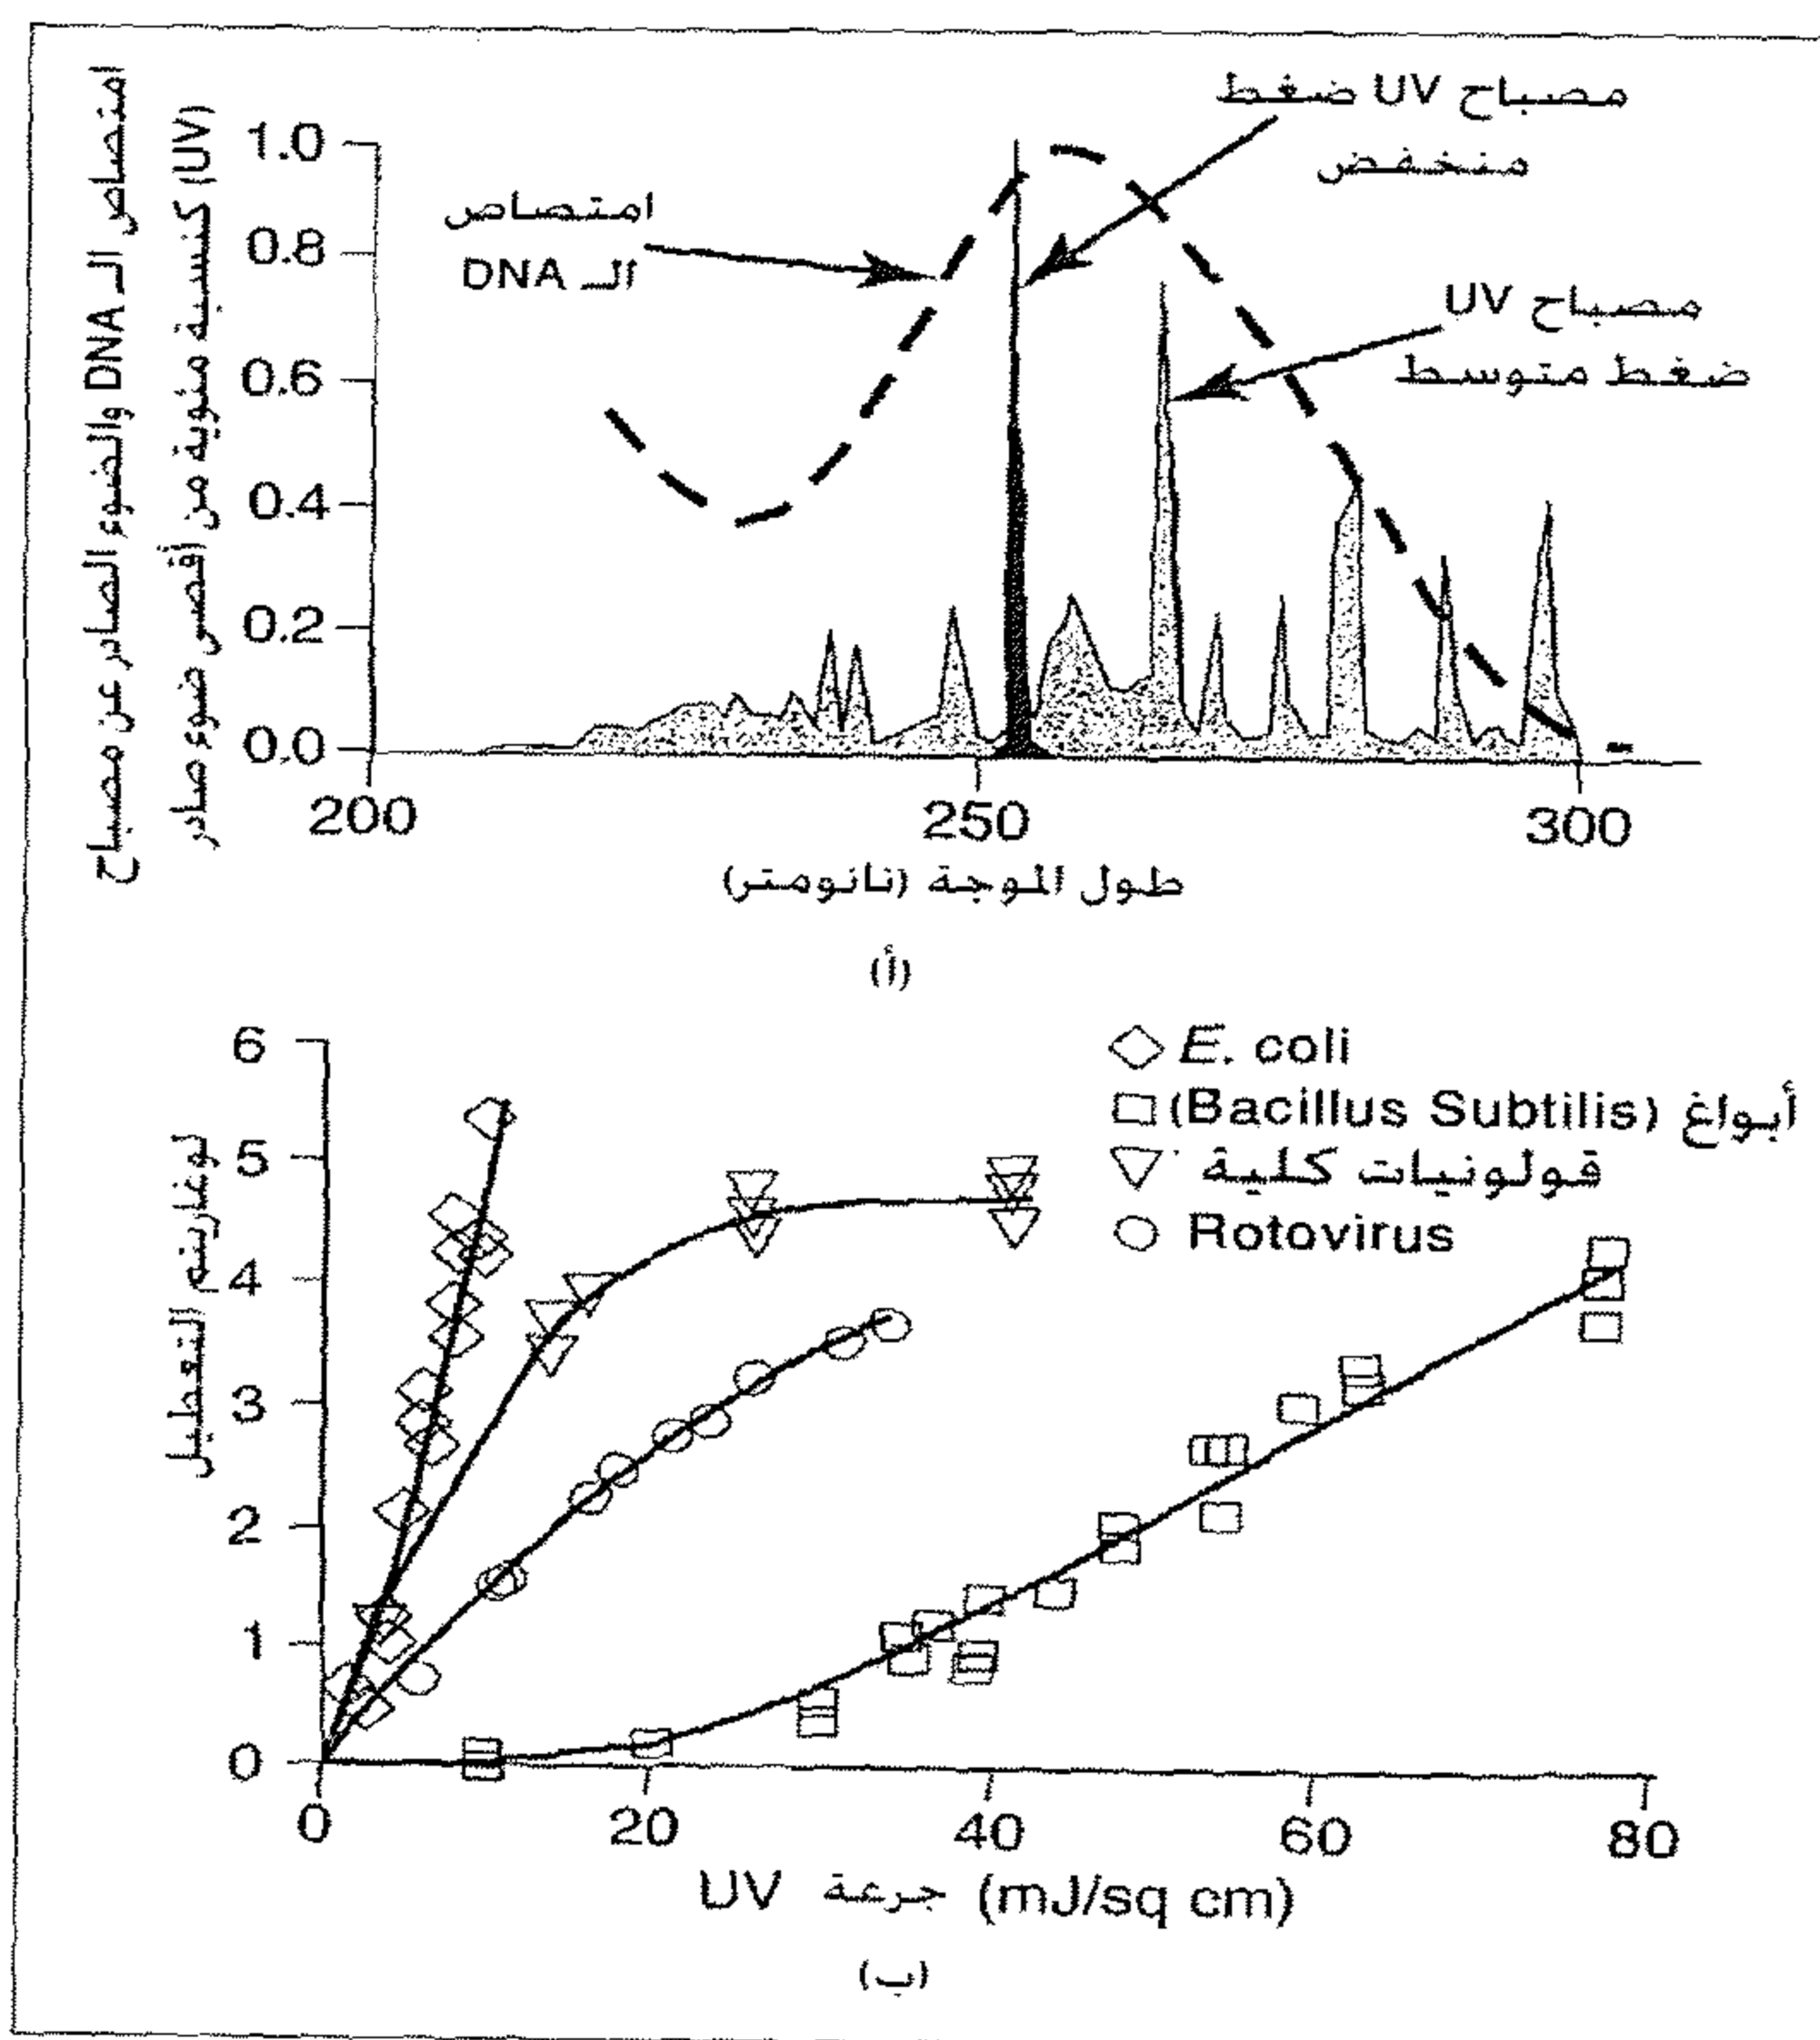 امتصاص الـ DNA والضوء الصادر عن مصباح
(UV) كنسبة مئوية من أقصى ضوء صادر
1.0
0.8
0.6
0.4
0.2
0.0
مصباح UV ضغط
منخفض
امتصاص
الـ DNA
مصباح UV
ضغط متوسط
200
250
300
طول الموجة (نانومتر)
(أ)
لوغاريتم التعطيل
6
5
4
3
2
1
0
E. coli
أبواغ (Bacillus Subtilis)
قولونيات كلية
Rotovirus
0
20
40
60
80
جرعة UV (mJ/sq cm)
(ب)